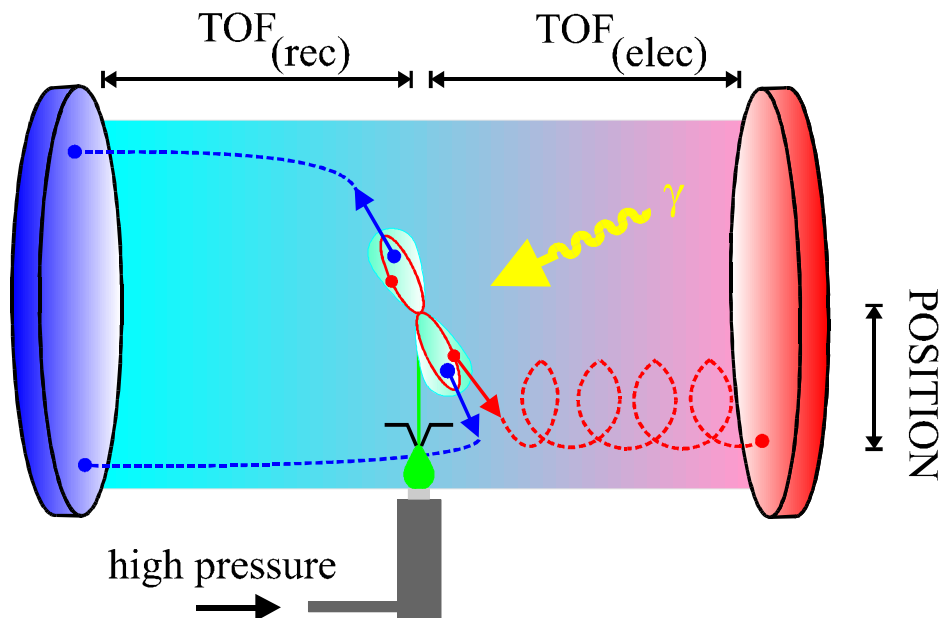 TOF(rec)
TOF(elec)
γ
POSITION
high pressure